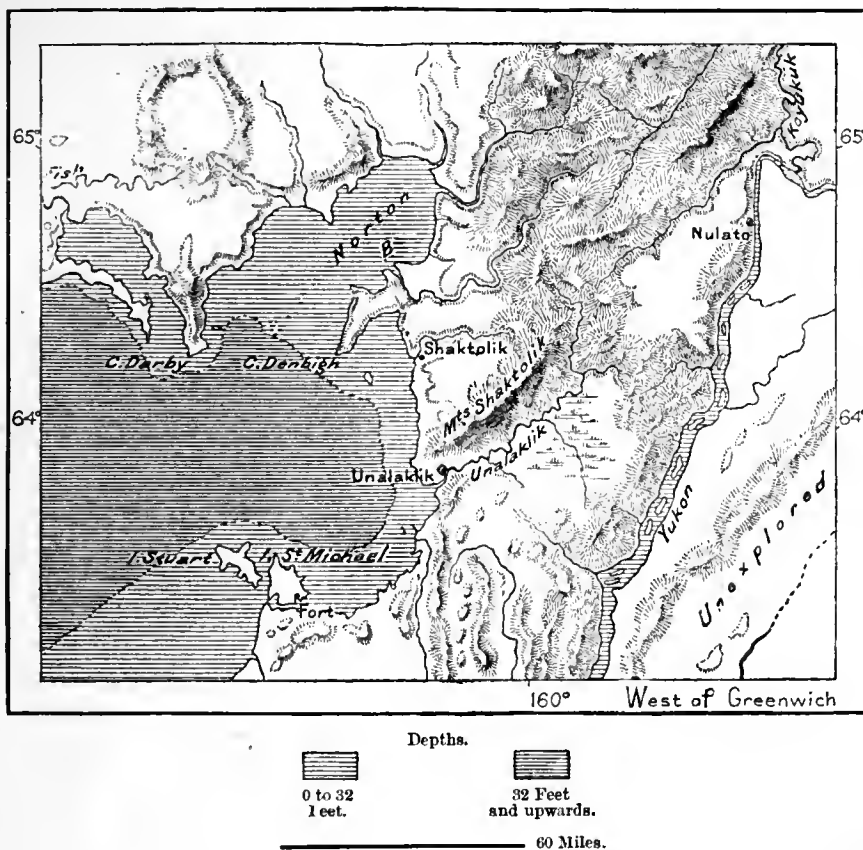 Koyukuk
65°
65°
Fish
Norton
B.
Nulato
Shaktolik
C. Darby
C. Denbigh
Mts Shaktolik
64°
64°
Unalaklik
Unalaklik
Yukon
Unexplored
I. Stuart
I. St Michael
Fort
160°
West of Greenwich
Depths.
0 to 32
feet.
32 Feet
and upwards.
60 Miles.